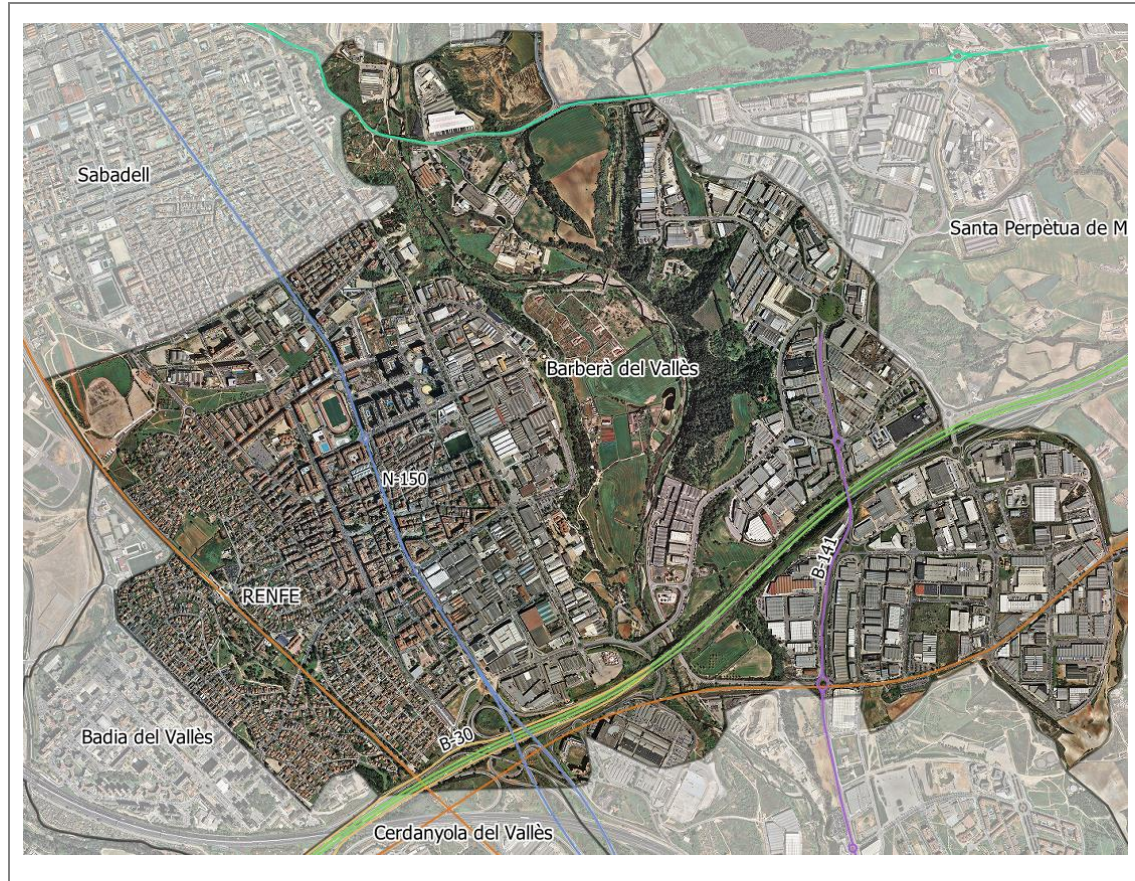 Sabadell
Santa Perpètua de M
Barberà del Vallès
N-150
B-141
RENFE
Badia del Vallès
B-30
Cerdanyola del Vallès